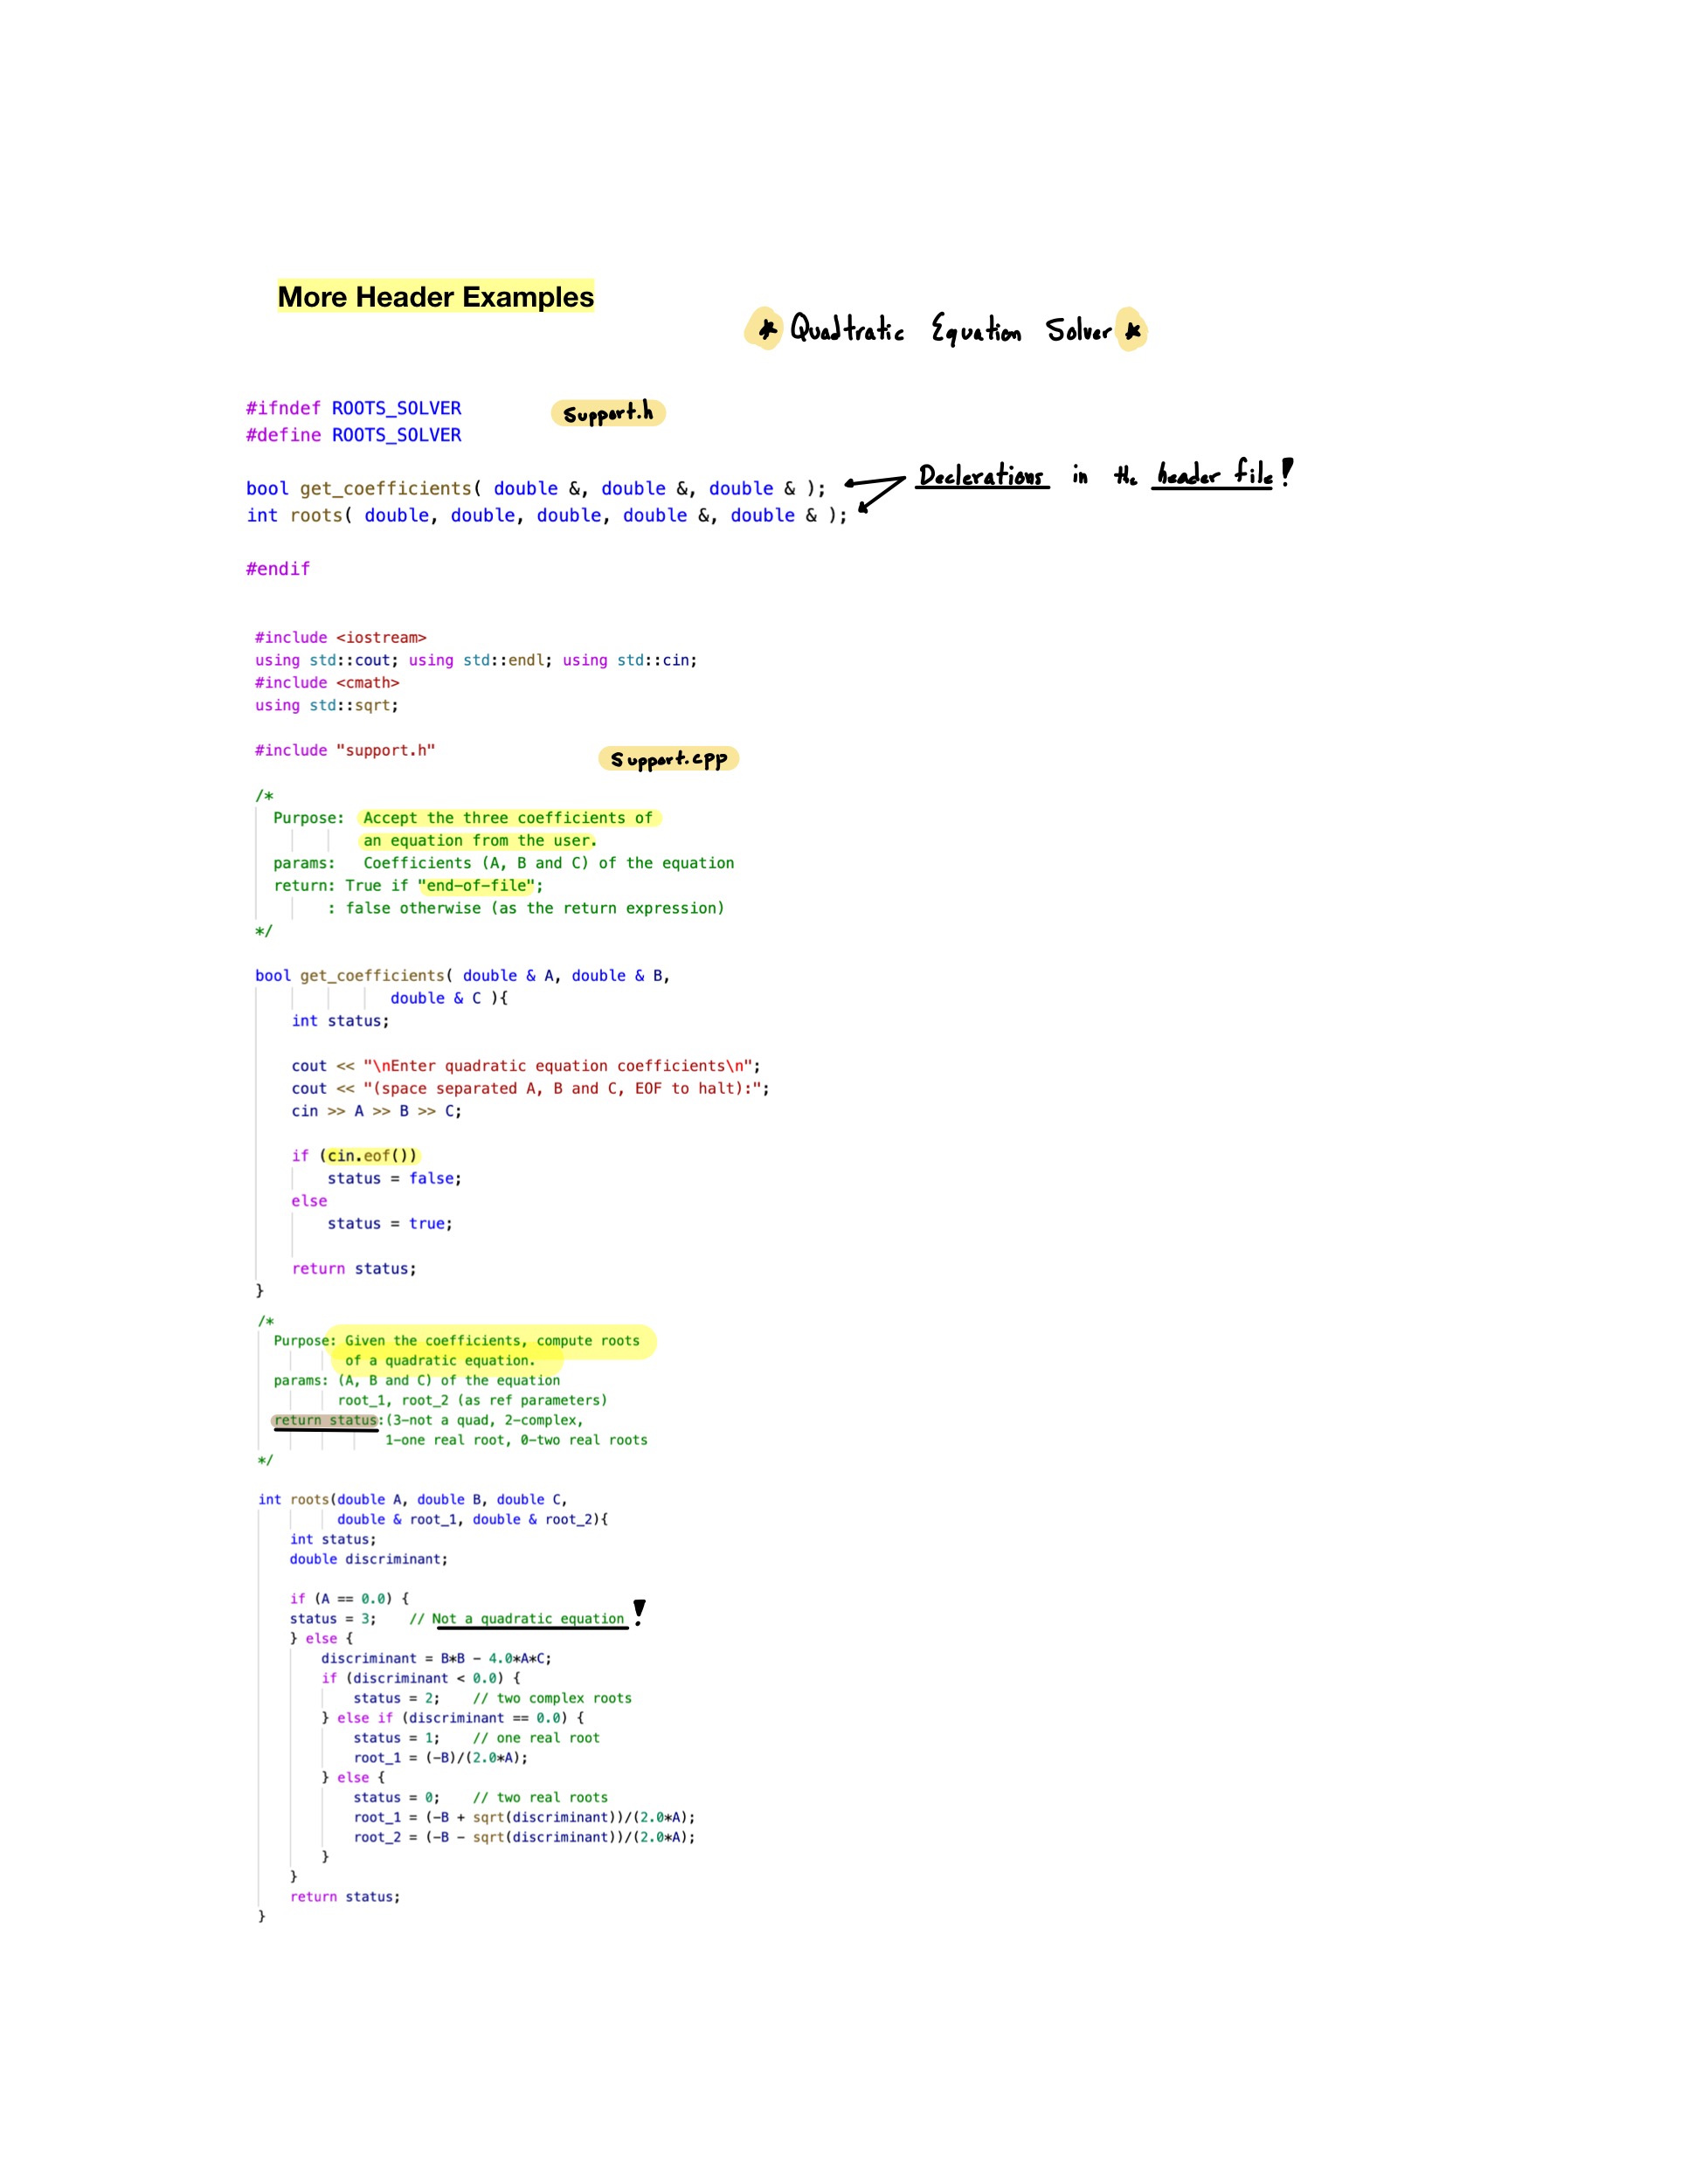 More Header Examples
* Quadtratic Equation Solver *
#ifndef ROOTS_SOLVER
support.h
#define ROOTS_SOLVER
Declerations in the header file!
bool get_coefficients( double &, double &, double & );
int roots( double, double, double, double &, double & );
#endif
#include <iostream>
using std::cout; using std::endl; using std::cin;
#include <cmath>
using std::sqrt;
#include "support.h"
support.cpp
/*
Purpose: Accept the three coefficients of
an equation from the user.
params: Coefficients (A, B and C) of the equation
return: True if "end-of-file";
: false otherwise (as the return expression)
*/
bool get_coefficients( double & A, double & B,
double & C ){
int status;
cout << "\nEnter quadratic equation coefficients\n";
cout << "(space separated A, B and C, EOF to halt):";
cin >> A >> B >> C;
if (cin.eof())
status = false;
else
status = true;
return status;
}
/*
Purpose: Given the coefficients, compute roots
of a quadratic equation.
params: (A, B and C) of the equation
root_1, root_2 (as ref parameters)
return status:(3-not a quad, 2-complex,
1-one real root, 0-two real roots
*/
int roots(double A, double B, double C,
double & root_1, double & root_2){
int status;
double discriminant;
if (A == 0.0) {
status = 3; // Not a quadratic equation !
} else {
discriminant = B*B - 4.0*A*C;
if (discriminant < 0.0) {
status = 2; // two complex roots
} else if (discriminant == 0.0) {
status = 1; // one real root
root_1 = (-B)/(2.0*A);
} else {
status = 0; // two real roots
root_1 = (-B + sqrt(discriminant))/(2.0*A);
root_2 = (-B - sqrt(discriminant))/(2.0*A);
}
}
return status;
}